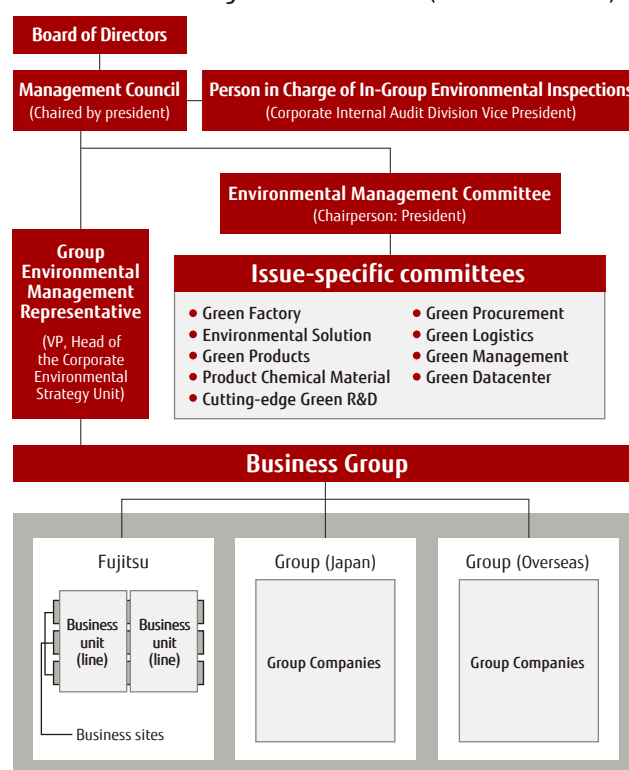 Board of Directors
Management Council
(Chaired by president)
Person in Charge of In-Group Environmental Inspections
(Corporate Internal Audit Division Vice President)
Environmental Management Committee
(Chairperson: President)
Group
Environmental
Management
Representative
(VP, Head of
the Corporate
Environmental
Strategy Unit)
Issue-specific committees
• Green Factory
• Environmental Solution
• Green Products
• Product Chemical Material
• Cutting-edge Green R&D
• Green Procurement
• Green Logistics
• Green Management
• Green Datacenter
Business Group
Fujitsu
Business
unit
(line)
Business
unit
(line)
Business sites
Group (Japan)
Group Companies
Group (Overseas)
Group Companies